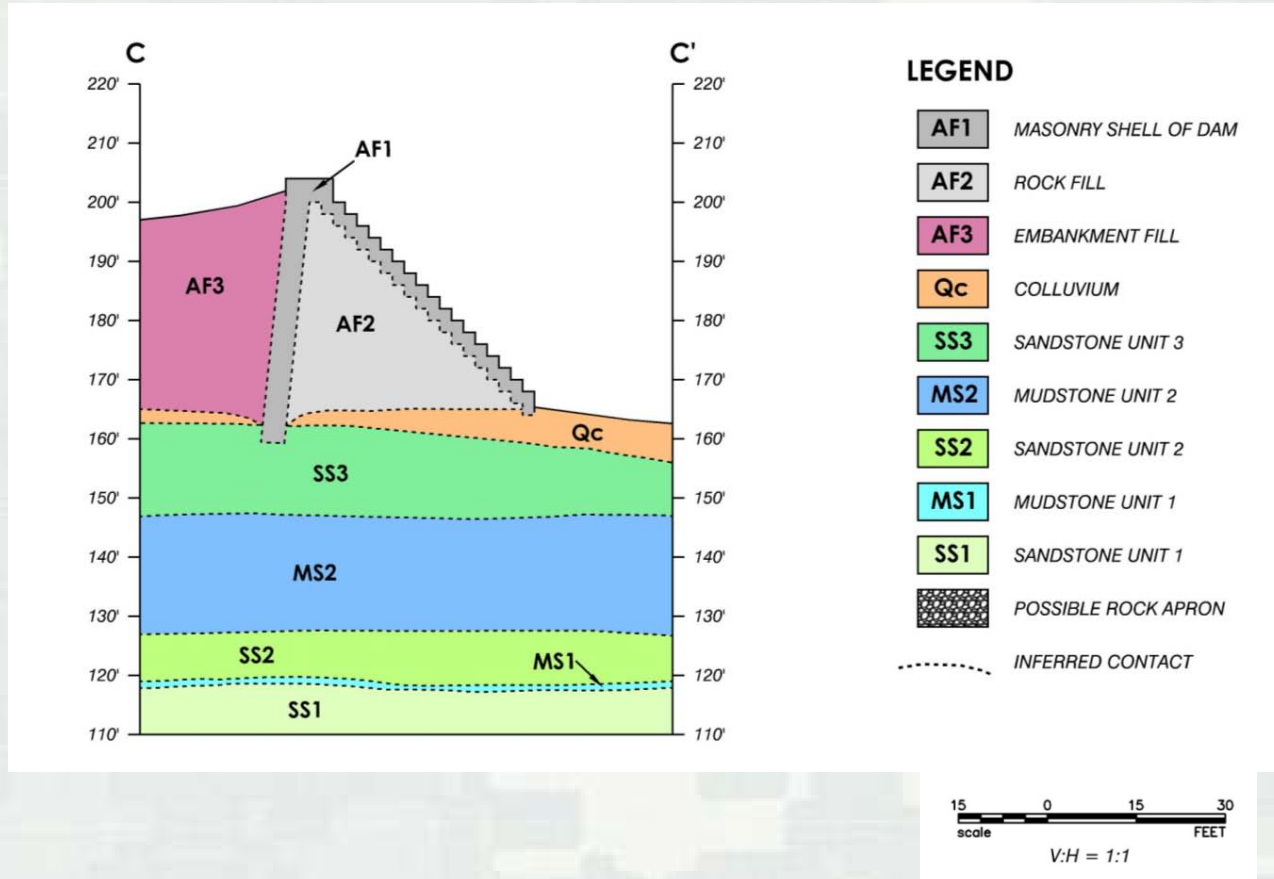 C
C'
220'
210'
200'
190'
180'
170'
160'
150'
140'
130'
120'
110'
220'
210'
200'
190'
180'
170'
160'
150'
140'
130'
120'
110'
AF1
AF3
AF2
Qc
SS3
MS2
SS2
MS1
SS1
LEGEND
AF1 MASONRY SHELL OF DAM
AF2 ROCK FILL
AF3 EMBANKMENT FILL
Qc COLLUVIUM
SS3 SANDSTONE UNIT 3
MS2 MUDSTONE UNIT 2
SS2 SANDSTONE UNIT 2
MS1 MUDSTONE UNIT 1
SS1 SANDSTONE UNIT 1
POSSIBLE ROCK APRON
INFERRED CONTACT
15 0 15 30
scale FEET
V:H = 1:1